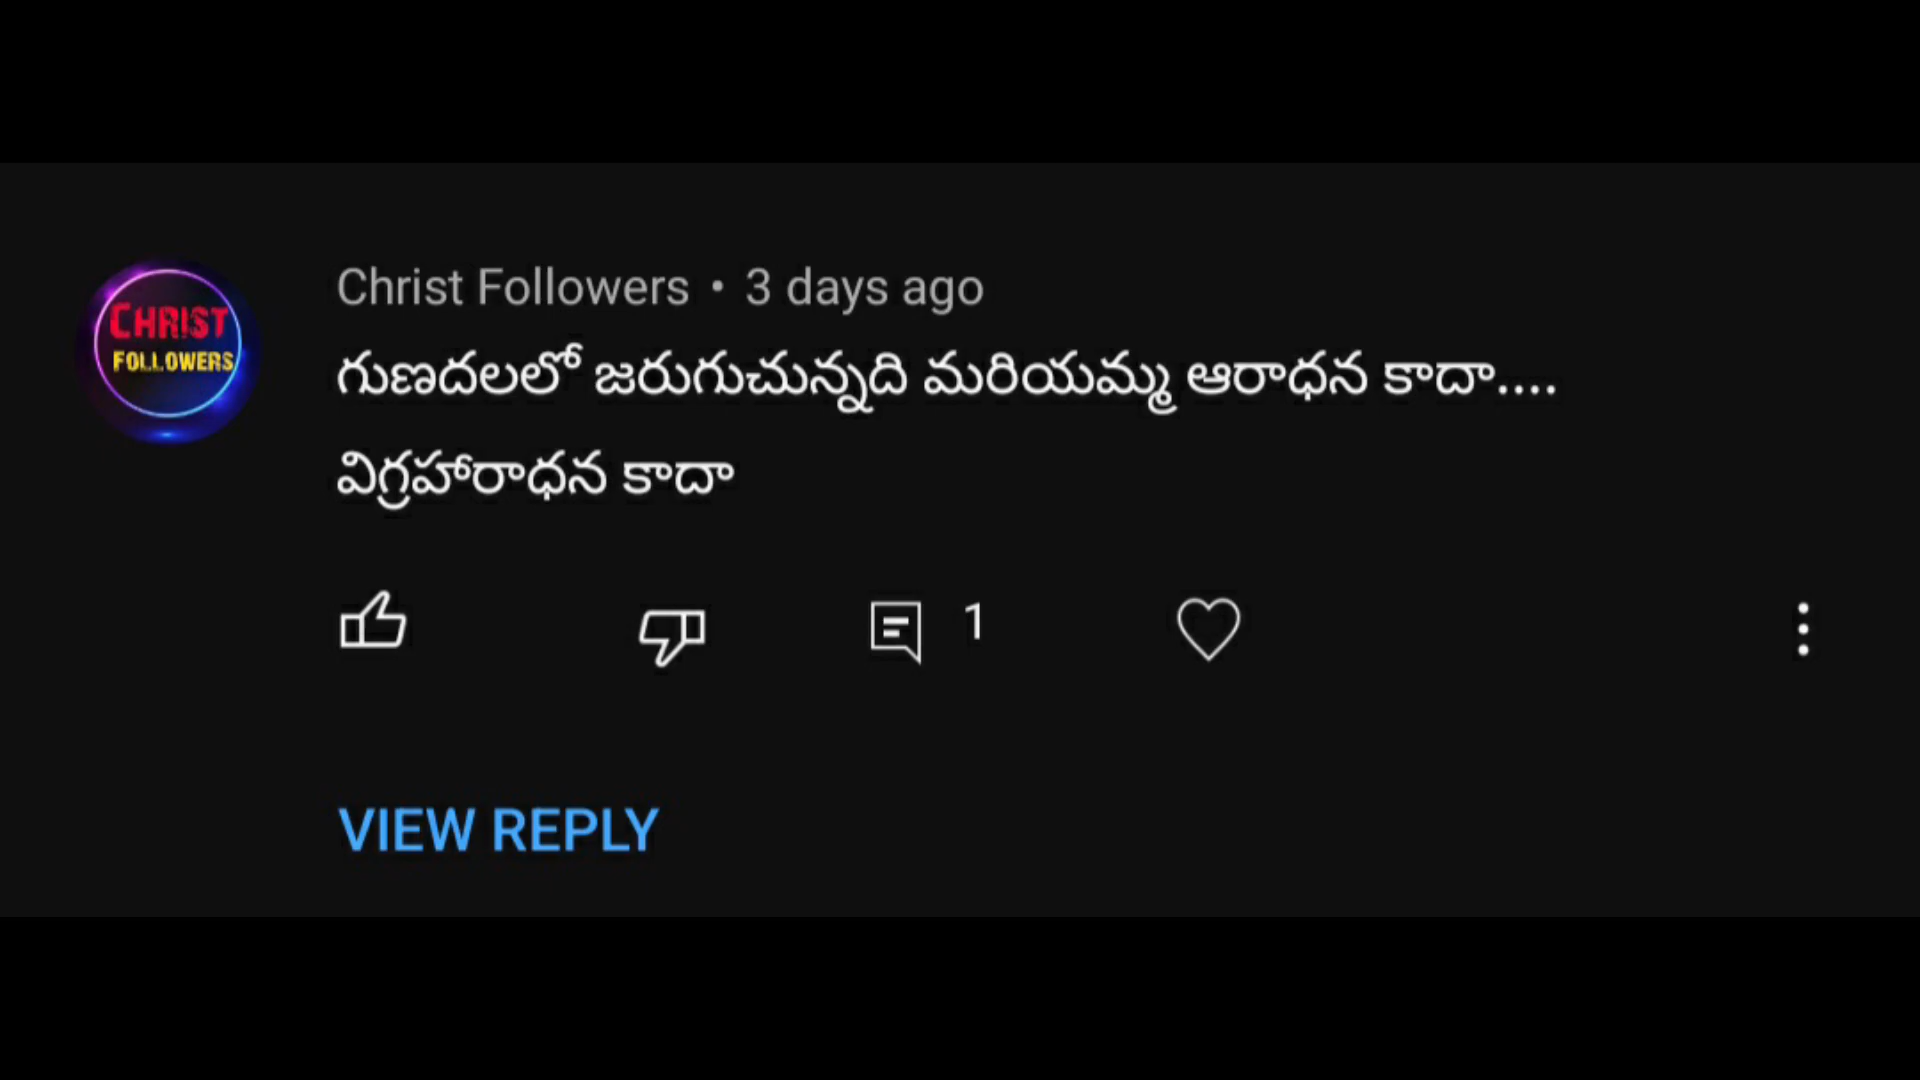 CHRIST
FOLLOWERS
Christ Followers • 3 days ago
గుణదలలో జరుగుచున్నది మరియమ్మ ఆరాధన కాదా....
విగ్రహారాధన కాదా
1
VIEW REPLY